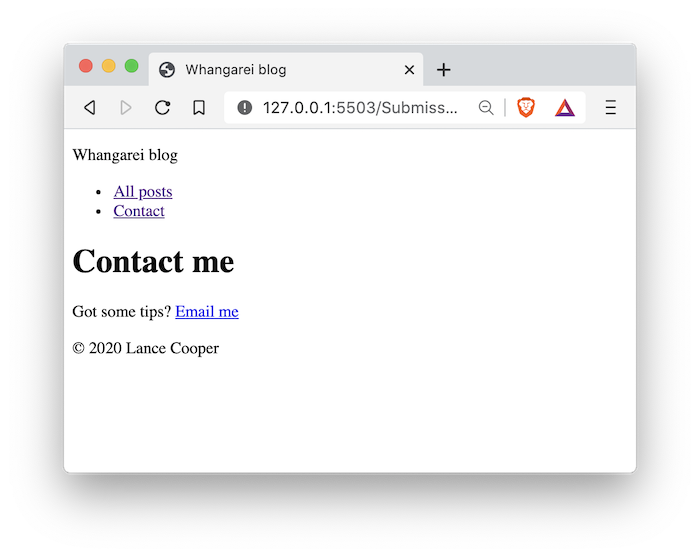 Whangarei blog
127.0.0.1:5503/Submiss...
Whangarei blog
All posts
Contact
Contact me
Got some tips? Email me
© 2020 Lance Cooper